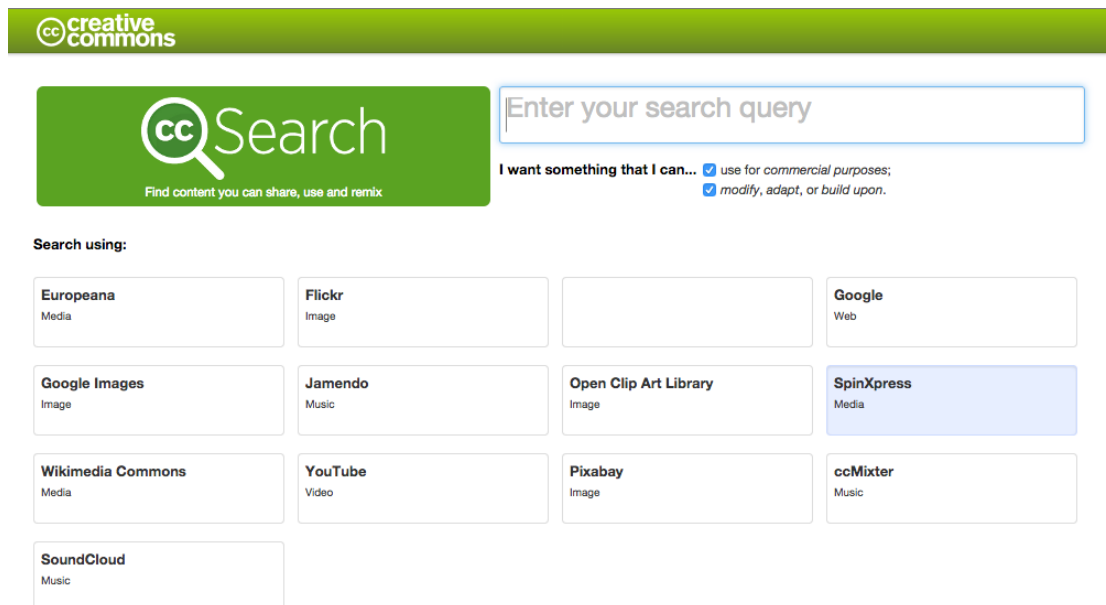 cc creative
commons
cc Search
Find content you can share, use and remix
Enter your search query
I want something that I can... use for commercial purposes;
modify, adapt, or build upon.
Search using:
Europeana
Media
Flickr
Image
Google
Web
Google Images
Image
Jamendo
Music
Open Clip Art Library
Image
SpinXpress
Media
Wikimedia Commons
Media
YouTube
Video
Pixabay
Image
ccMixter
Music
SoundCloud
Music